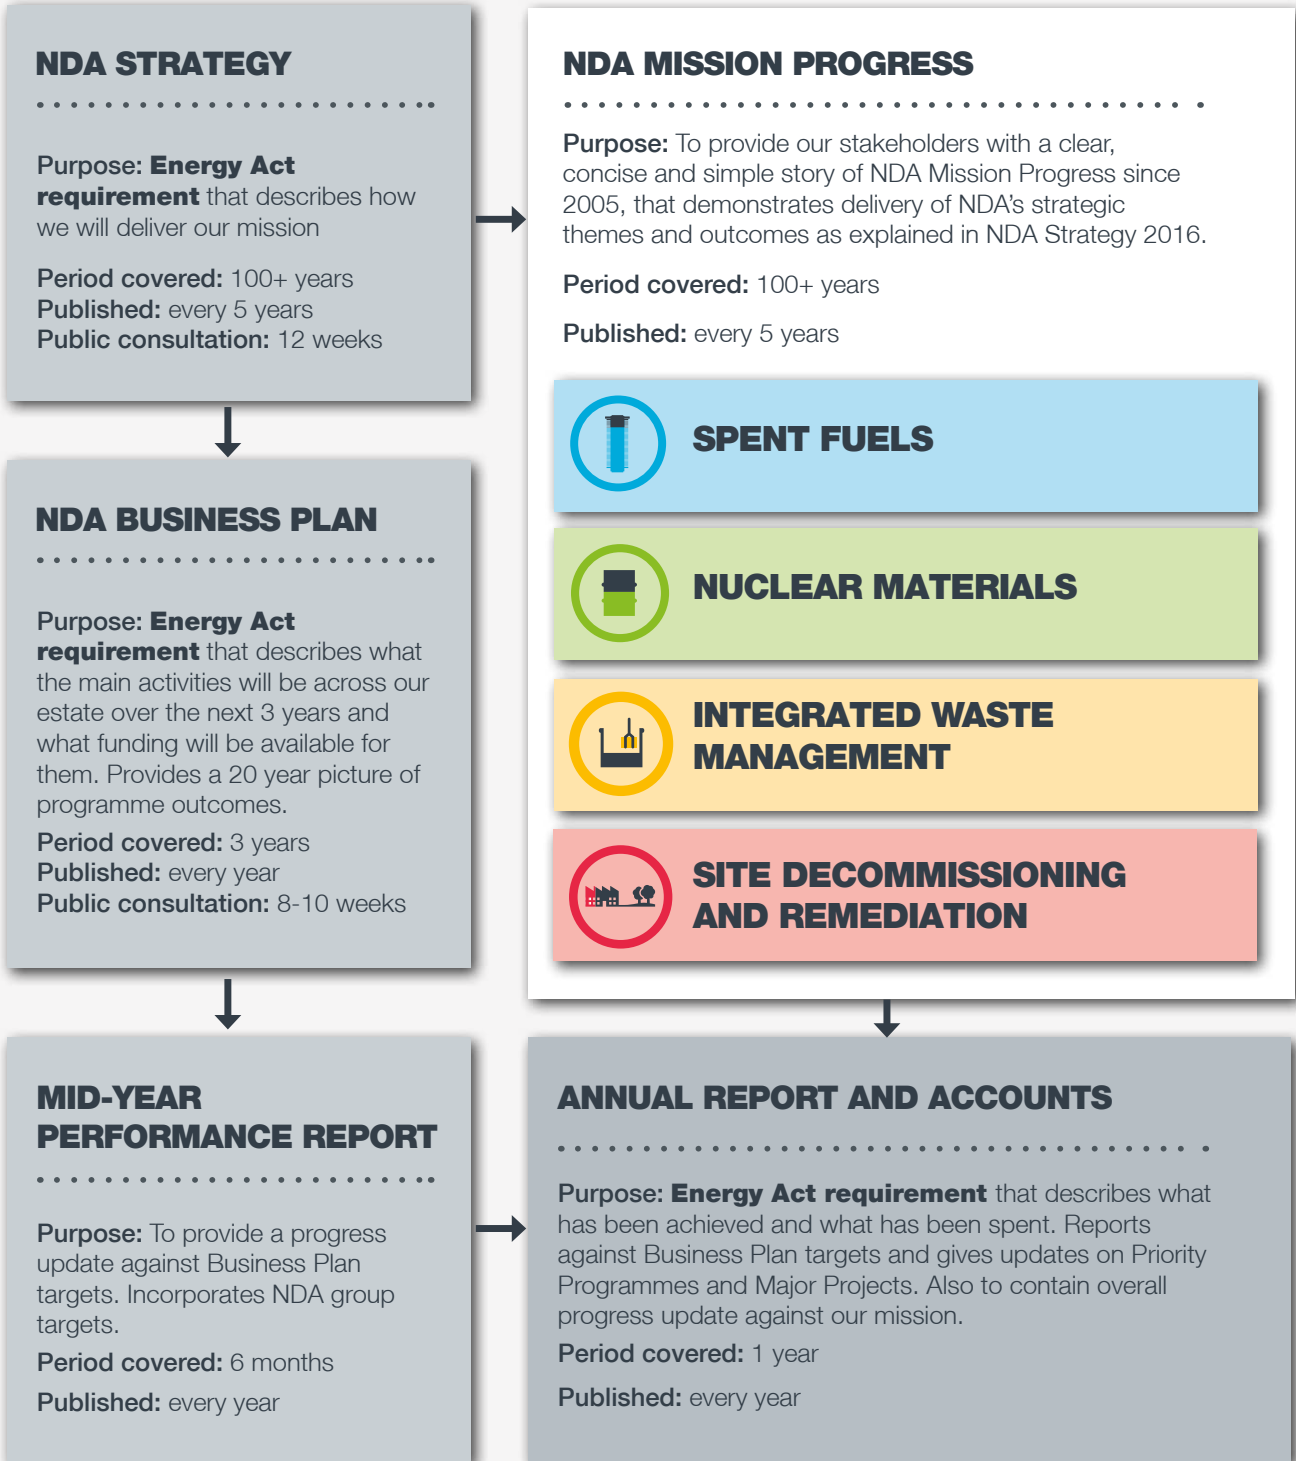 NDA STRATEGY
Purpose: Energy Act
requirement that describes how
we will deliver our mission
Period covered: 100+ years
Published: every 5 years
Public consultation: 12 weeks
NDA BUSINESS PLAN
Purpose: Energy Act
requirement that describes what
the main activities will be across our
estate over the next 3 years and
what funding will be available for
them. Provides a 20 year picture of
programme outcomes.
Period covered: 3 years
Published: every year
Public consultation: 8-10 weeks
MID-YEAR
PERFORMANCE REPORT
Purpose: To provide a progress
update against Business Plan
targets. Incorporates NDA group
targets.
Period covered: 6 months
Published: every year
NDA MISSION PROGRESS
Purpose: To provide our stakeholders with a clear,
concise and simple story of NDA Mission Progress since
2005, that demonstrates delivery of NDA's strategic
themes and outcomes as explained in NDA Strategy 2016.
Period covered: 100+ years
Published: every 5 years
SPENT FUELS
NUCLEAR MATERIALS
INTEGRATED WASTE
MANAGEMENT
SITE DECOMMISSIONING
AND REMEDIATION
ANNUAL REPORT AND ACCOUNTS
Purpose: Energy Act requirement that describes what
has been achieved and what has been spent. Reports
against Business Plan targets and gives updates on Priority
Programmes and Major Projects. Also to contain overall
progress update against our mission.
Period covered: 1 year
Published: every year